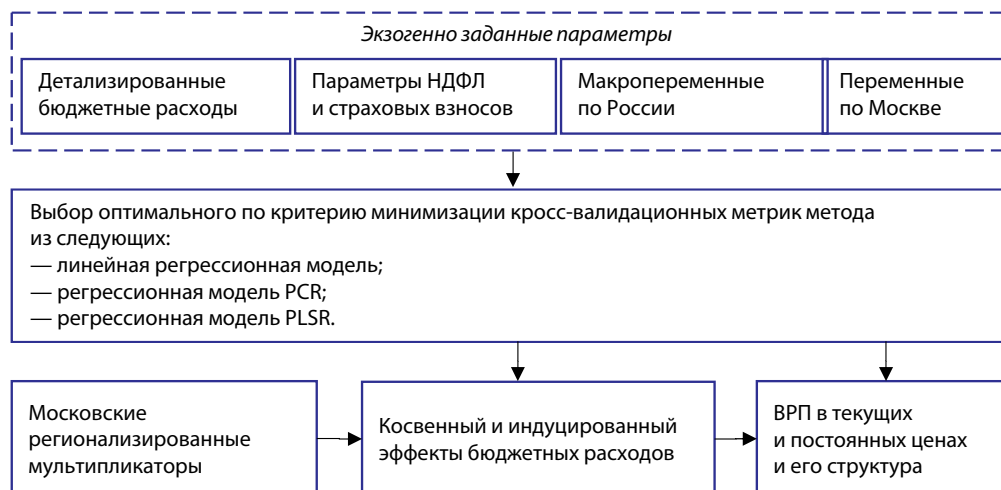 Экзогенно заданные параметры
Детализированные
бюджетные расходы
Параметры НДФЛ
и страховых взносов
Макропеременные
по России
Переменные
по Москве
Выбор оптимального по критерию минимизации кросс-валидационных метрик метода
из следующих:
— линейная регрессионная модель;
— регрессионная модель PCR;
— регрессионная модель PLSR.
Московские
регионализированные
мультипликаторы
Косвенный и индуцированный
эффекты бюджетных расходов
ВРП в текущих
и постоянных ценах
и его структура